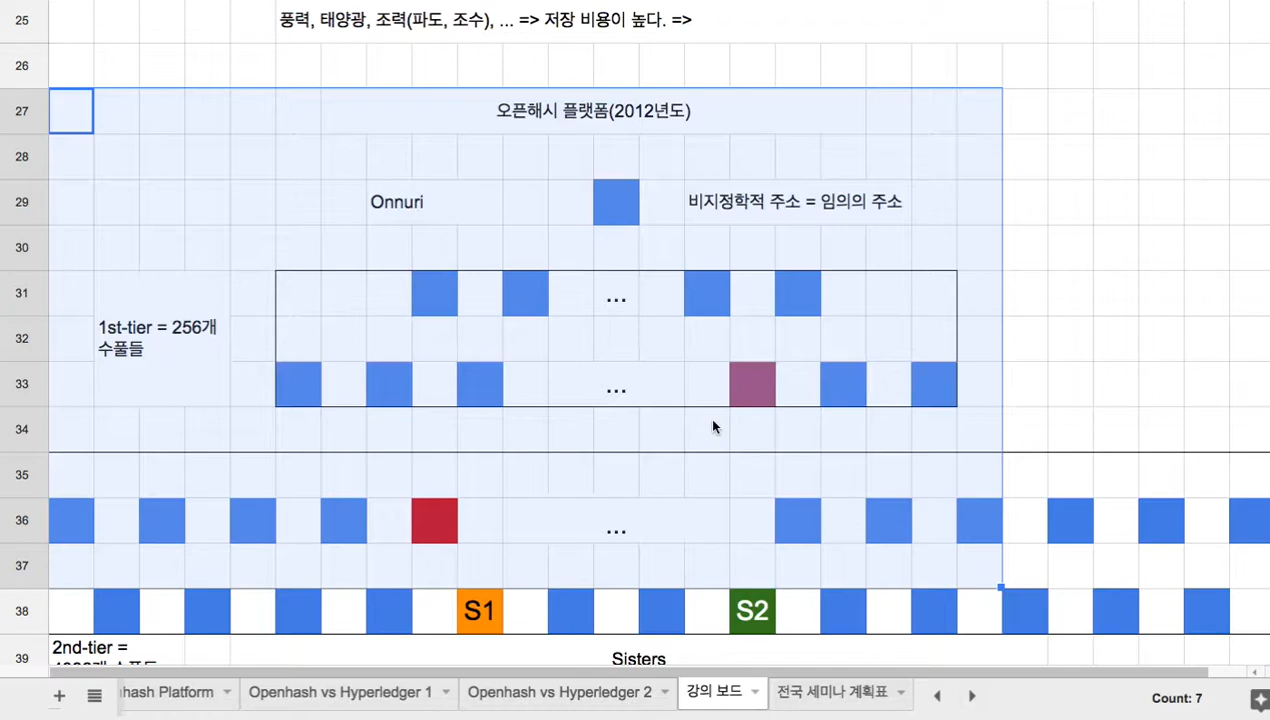 25
풍력, 태양광, 조력(파도, 조수), ... => 저장 비용이 높다. =>
26
27
오픈해시 플랫폼(2012년도)
28
29
Onnuri
비지정학적 주소 = 임의의 주소
30
31
...
1st-tier = 256개
수풀들
32
33
...
34
35
36
...
37
38
S1
S2
39
2nd-tier =
Sisters
hash Platform
Openhash vs Hyperledger 1
Openhash vs Hyperledger 2
강의 보드
전국 세미나 계획표
Count: 7